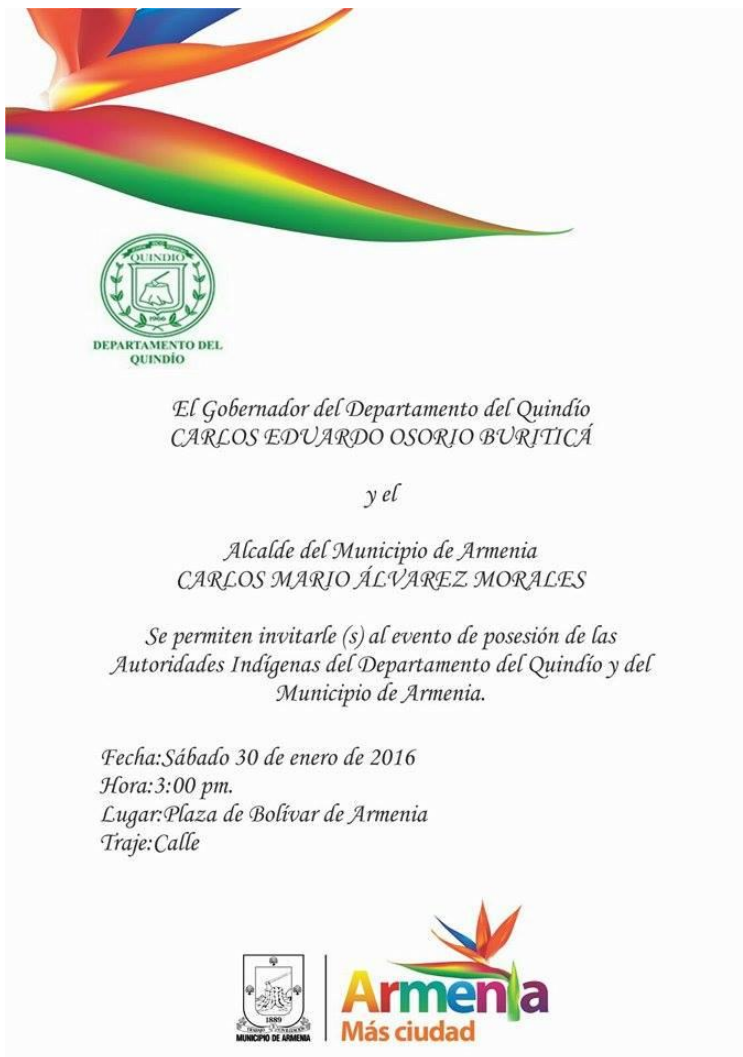 QUINDIO
1966
DEPARTAMENTO DEL
QUINDÍO
El Gobernador del Departamento del Quindío
CARLOS EDUARDO OSORIO BURITICÁ
y el
Alcalde del Municipio de Armenia
CARLOS MARIO ÁLVAREZ MORALES
Se permiten invitarle (s) al evento de posesión de las
Autoridades Indígenas del Departamento del Quindío y del
Municipio de Armenia.
Fecha:Sábado 30 de enero de 2016
Hora:3:00 pm.
Lugar:Plaza de Bolívar de Armenia
Traje:Calle
1889
MUNICIPIO DE ARMENIA
Armenia
Más ciudad